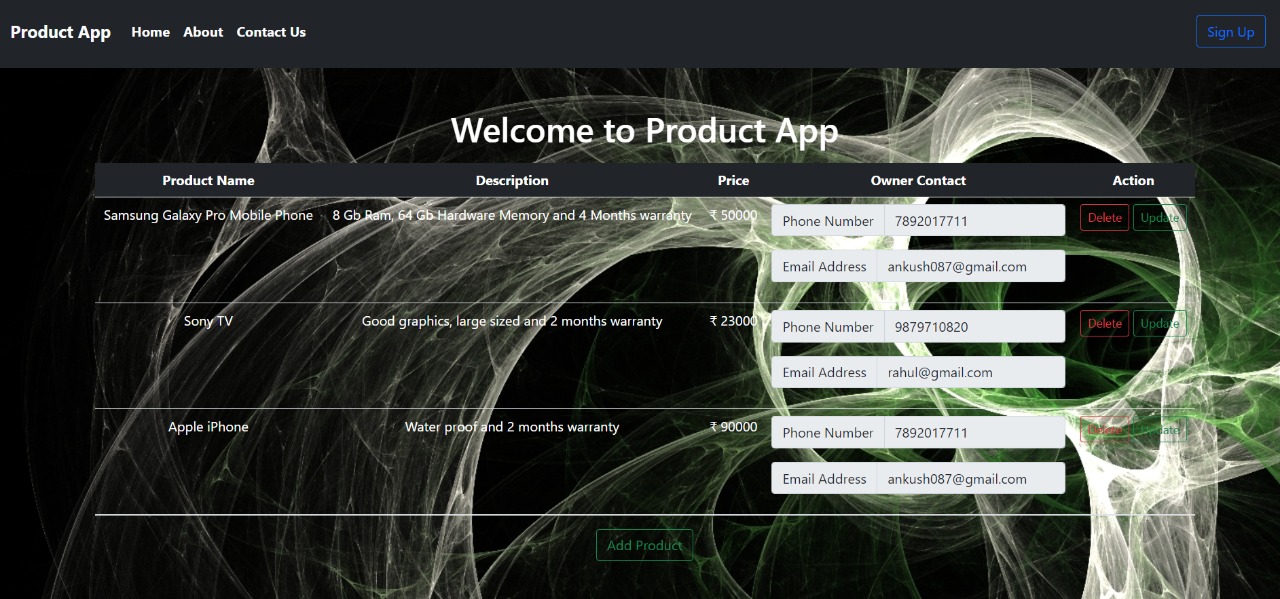 Product App Home About Contact Us Sign Up
Welcome to Product App
Product Name Description Price Owner Contact Action
Samsung Galaxy Pro Mobile Phone 8 Gb Ram, 64 Gb Hardware Memory and 4 Months warranty ₹ 50000 Phone Number 7892017711 Delete Update
Email Address ankush087@gmail.com
Sony TV Good graphics, large sized and 2 months warranty ₹ 23000 Phone Number 9879710820 Delete Update
Email Address rahul@gmail.com
Apple iPhone Water proof and 2 months warranty ₹ 90000 Phone Number 7892017711 Delete Update
Email Address ankush087@gmail.com
Add Product